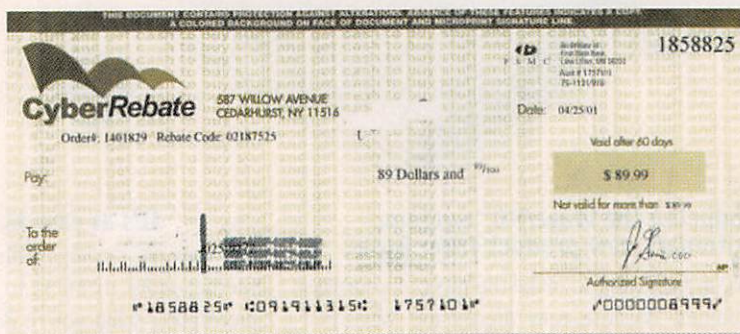 THIS DOCUMENT CONTAINS PROTECTION AGAINST ALTERATIONS. ABSENCE OF THESE FEATURES INDICATES A COPY.
A COLORED BACKGROUND ON FACE OF DOCUMENT AND MICROPRINT SIGNATURE LINE.
1858825
CyberRebate
587 WILLOW AVENUE
CEDARHURST, NY 11516
Date: 04/25/01
Order#: 1401829 Rebate Code: 02187525
Void after 60 days
Pay: 89 Dollars and 99/100
$ 89.99
Not valid for more than $ 89.99
To the
order
of:
Authorized Signature
1858825 091911315 1757101 0000008999